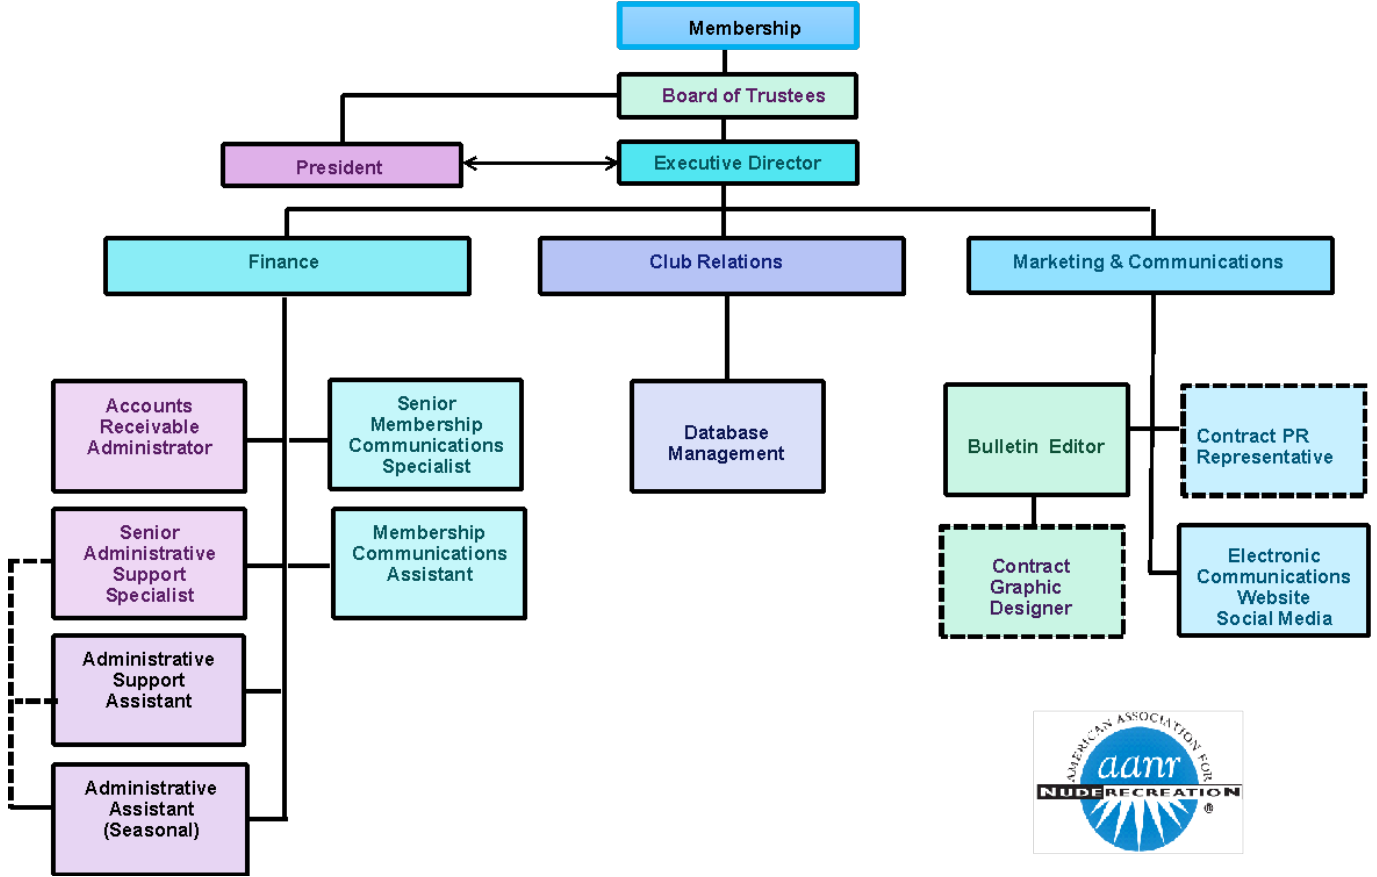 Membership
Board of Trustees
President
Executive Director
Finance
Club Relations
Marketing & Communications
Accounts
Receivable
Administrator
Senior
Membership
Communications
Specialist
Database
Management
Bulletin Editor
Contract PR
Representative
Senior
Administrative
Support
Specialist
Membership
Communications
Assistant
Contract
Graphic
Designer
Electronic
Communications
Website
Social Media
Administrative
Support
Assistant
Administrative
Assistant
(Seasonal)
AMERICAN ASSOCIATION FOR
aanr
NUDE RECREATION
®